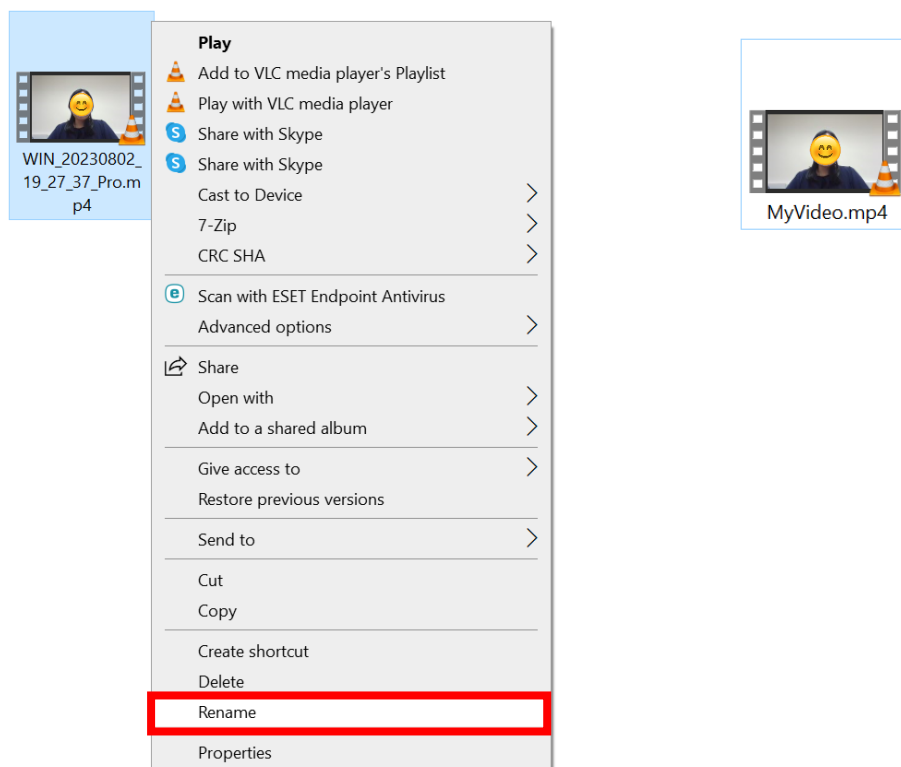 WIN_20230802_
19_27_37_Pro.m
p4
Play
Add to VLC media player's Playlist
Play with VLC media player
Share with Skype
Share with Skype
Cast to Device
7-Zip
CRC SHA
Scan with ESET Endpoint Antivirus
Advanced options
Share
Open with
Add to a shared album
Give access to
Restore previous versions
Send to
Cut
Copy
Create shortcut
Delete
Rename
Properties
MyVideo.mp4